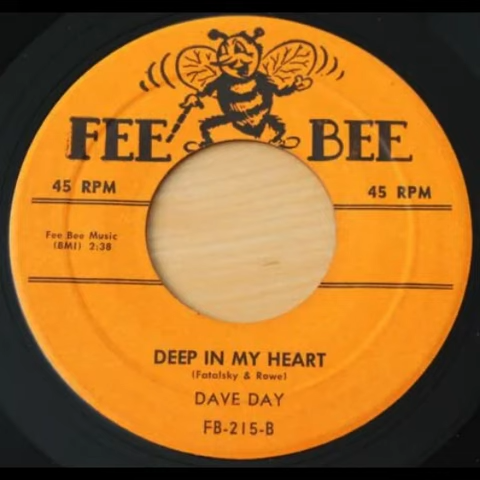 FEE BEE
45 RPM 45 RPM
Fee Bee Music
(BMI) 2:38
DEEP IN MY HEART
(Fatalsky & Rowe)
DAVE DAY
FB-215-B